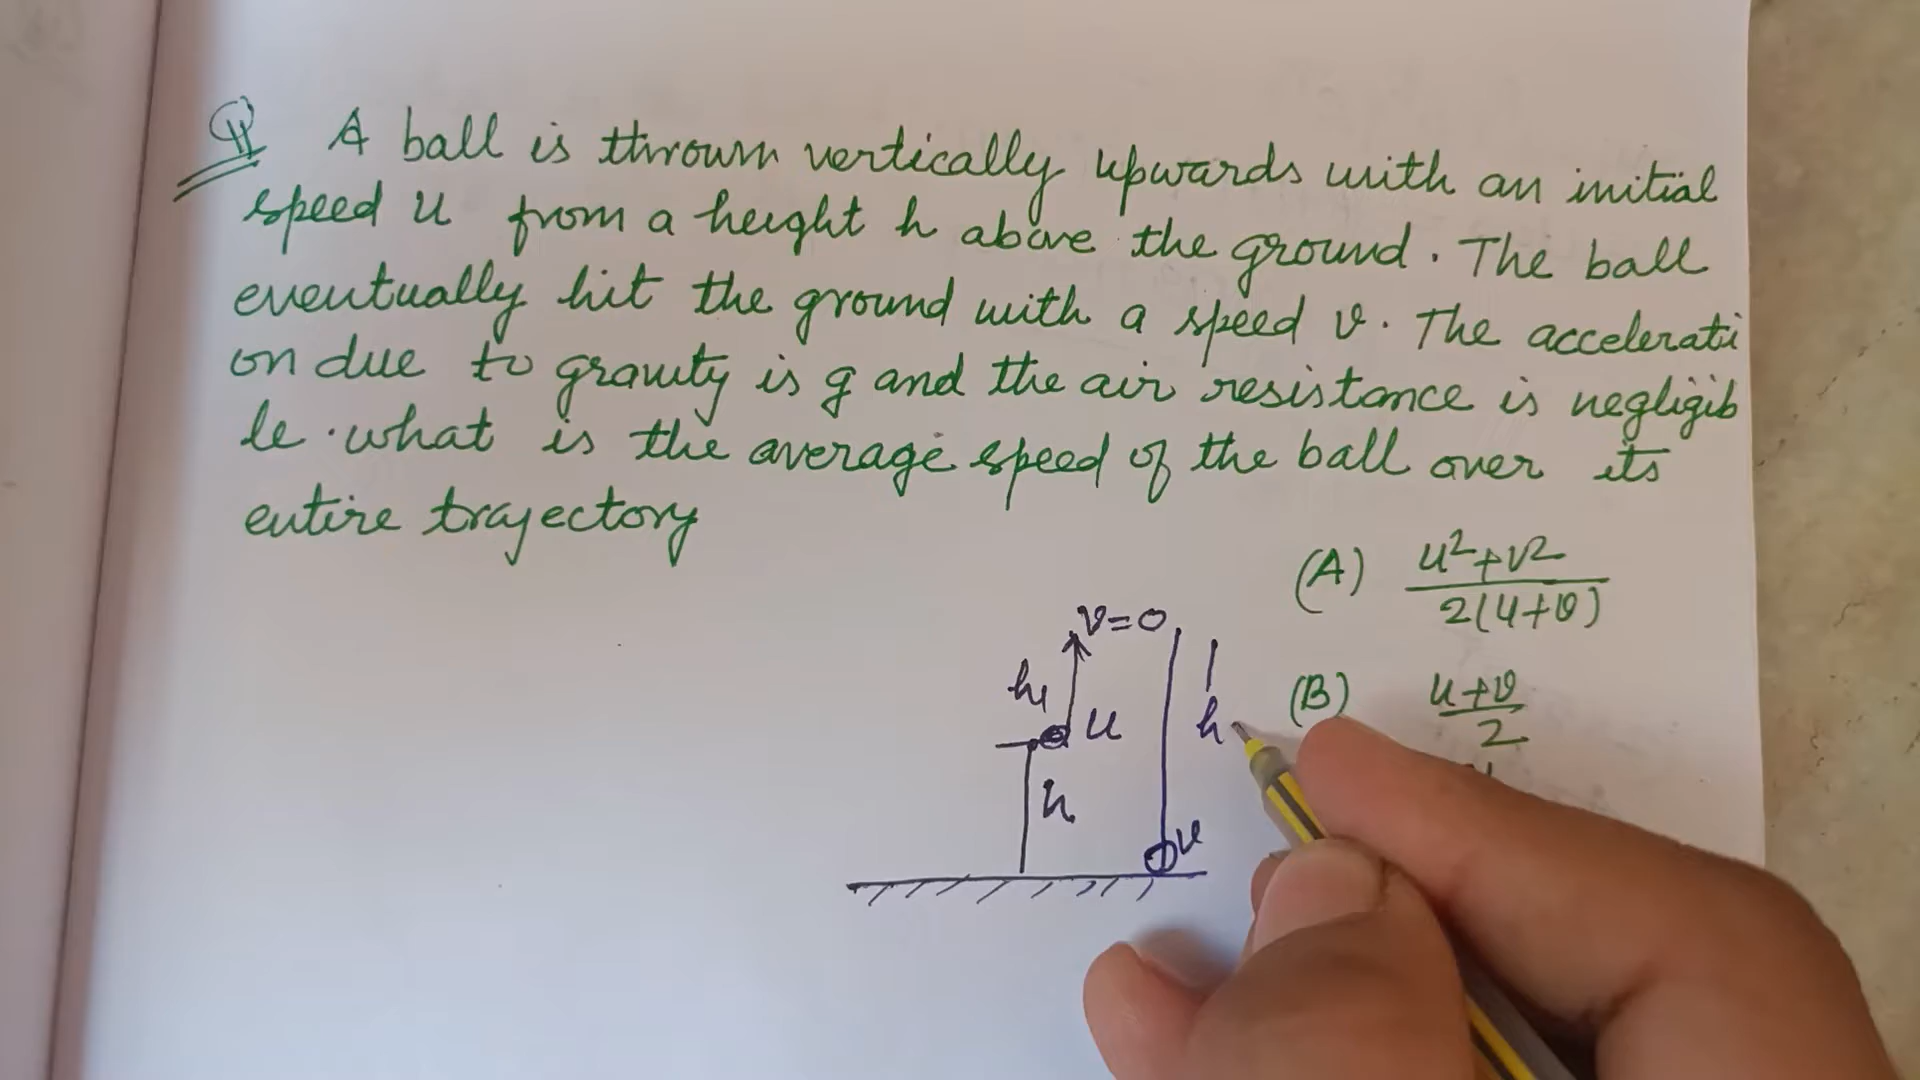 Q A ball is thrown vertically upwards with an initial
speed u from a height h above the ground. The ball
eventually hit the ground with a speed v. The accelerati
on due to gravity is g and the air resistance is negligib
le. what is the average speed of the ball over its
entire trajectory
(A) u²+v² / 2(u+v)
v=0
h₁
(B) u+v / 2
u
h
h
v